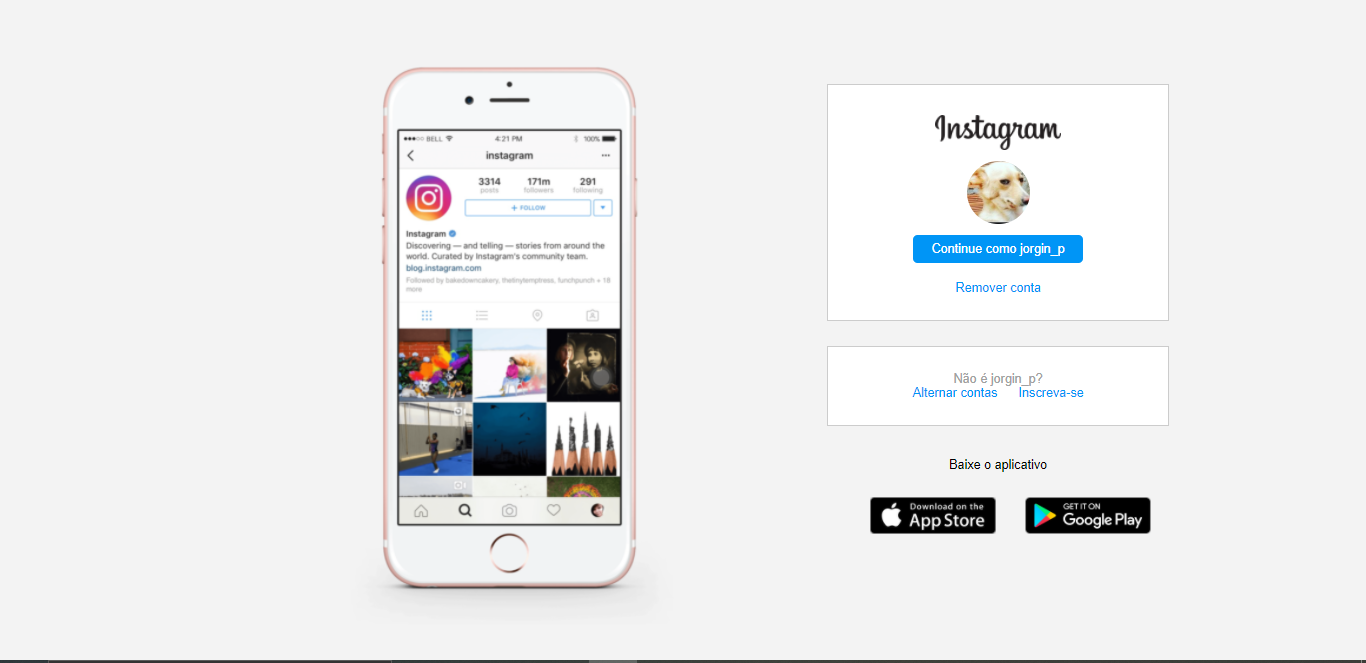 BELL 4:21 PM 100%
instagram
3314 171m 291
posts followers following
+ FOLLOW
Instagram
Discovering — and telling — stories from around the
world. Curated by Instagram's community team.
blog.instagram.com
Followed by bakedowncakery, thetinytemptress, funchpunch + 16
more
Instagram
Continue como jorgin_p
Remover conta
Não é jorgin_p?
Alternar contas Inscreva-se
Baixe o aplicativo
Download on the
App Store
GET IT ON
Google Play